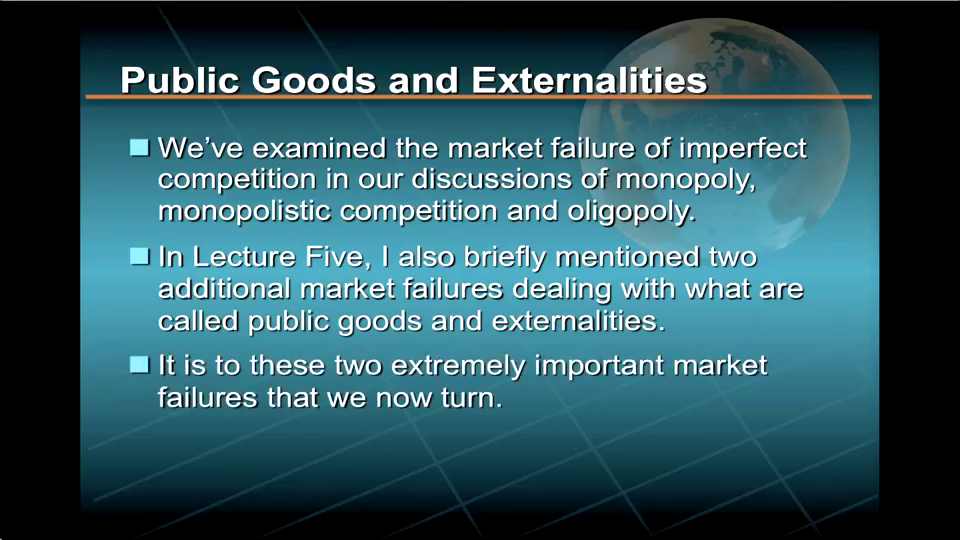 Public Goods and Externalities
We’ve examined the market failure of imperfect
competition in our discussions of monopoly,
monopolistic competition and oligopoly.
In Lecture Five, I also briefly mentioned two
additional market failures dealing with what are
called public goods and externalities.
It is to these two extremely important market
failures that we now turn.